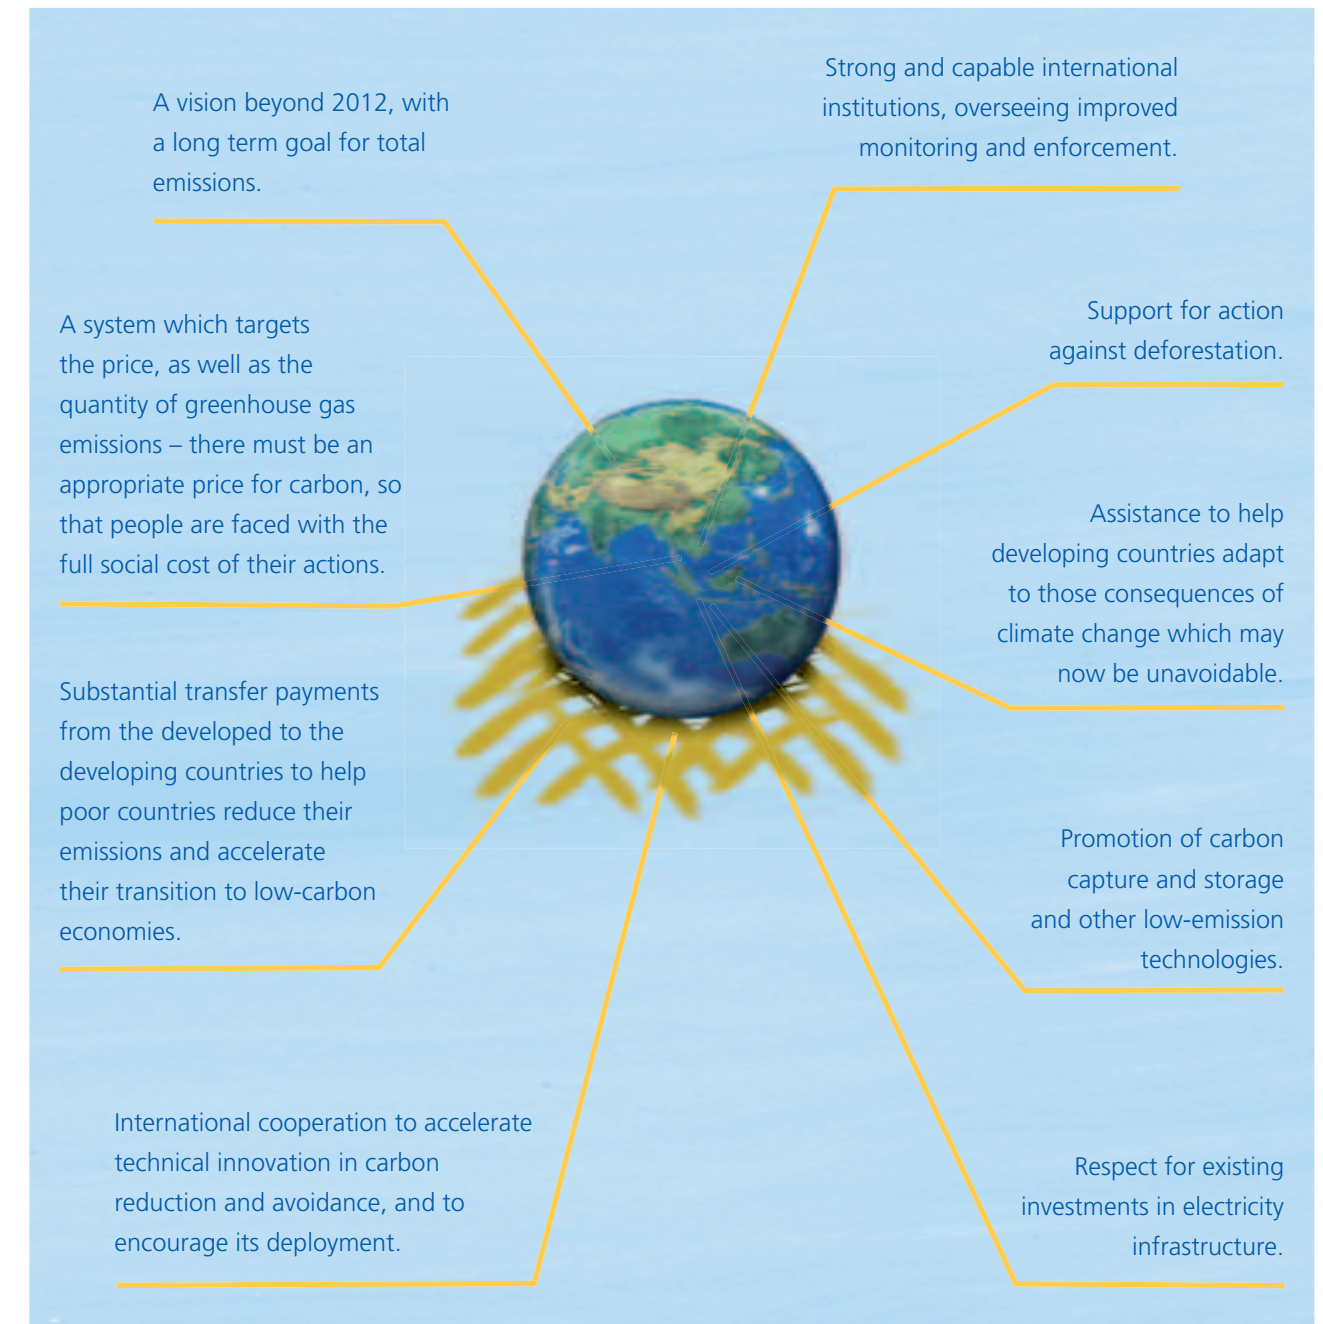 A vision beyond 2012, with
a long term goal for total
emissions.
A system which targets
the price, as well as the
quantity of greenhouse gas
emissions – there must be an
appropriate price for carbon, so
that people are faced with the
full social cost of their actions.
Substantial transfer payments
from the developed to the
developing countries to help
poor countries reduce their
emissions and accelerate
their transition to low-carbon
economies.
International cooperation to accelerate
technical innovation in carbon
reduction and avoidance, and to
encourage its deployment.
Strong and capable international
institutions, overseeing improved
monitoring and enforcement.
Support for action
against deforestation.
Assistance to help
developing countries adapt
to those consequences of
climate change which may
now be unavoidable.
Promotion of carbon
capture and storage
and other low-emission
technologies.
Respect for existing
investments in electricity
infrastructure.